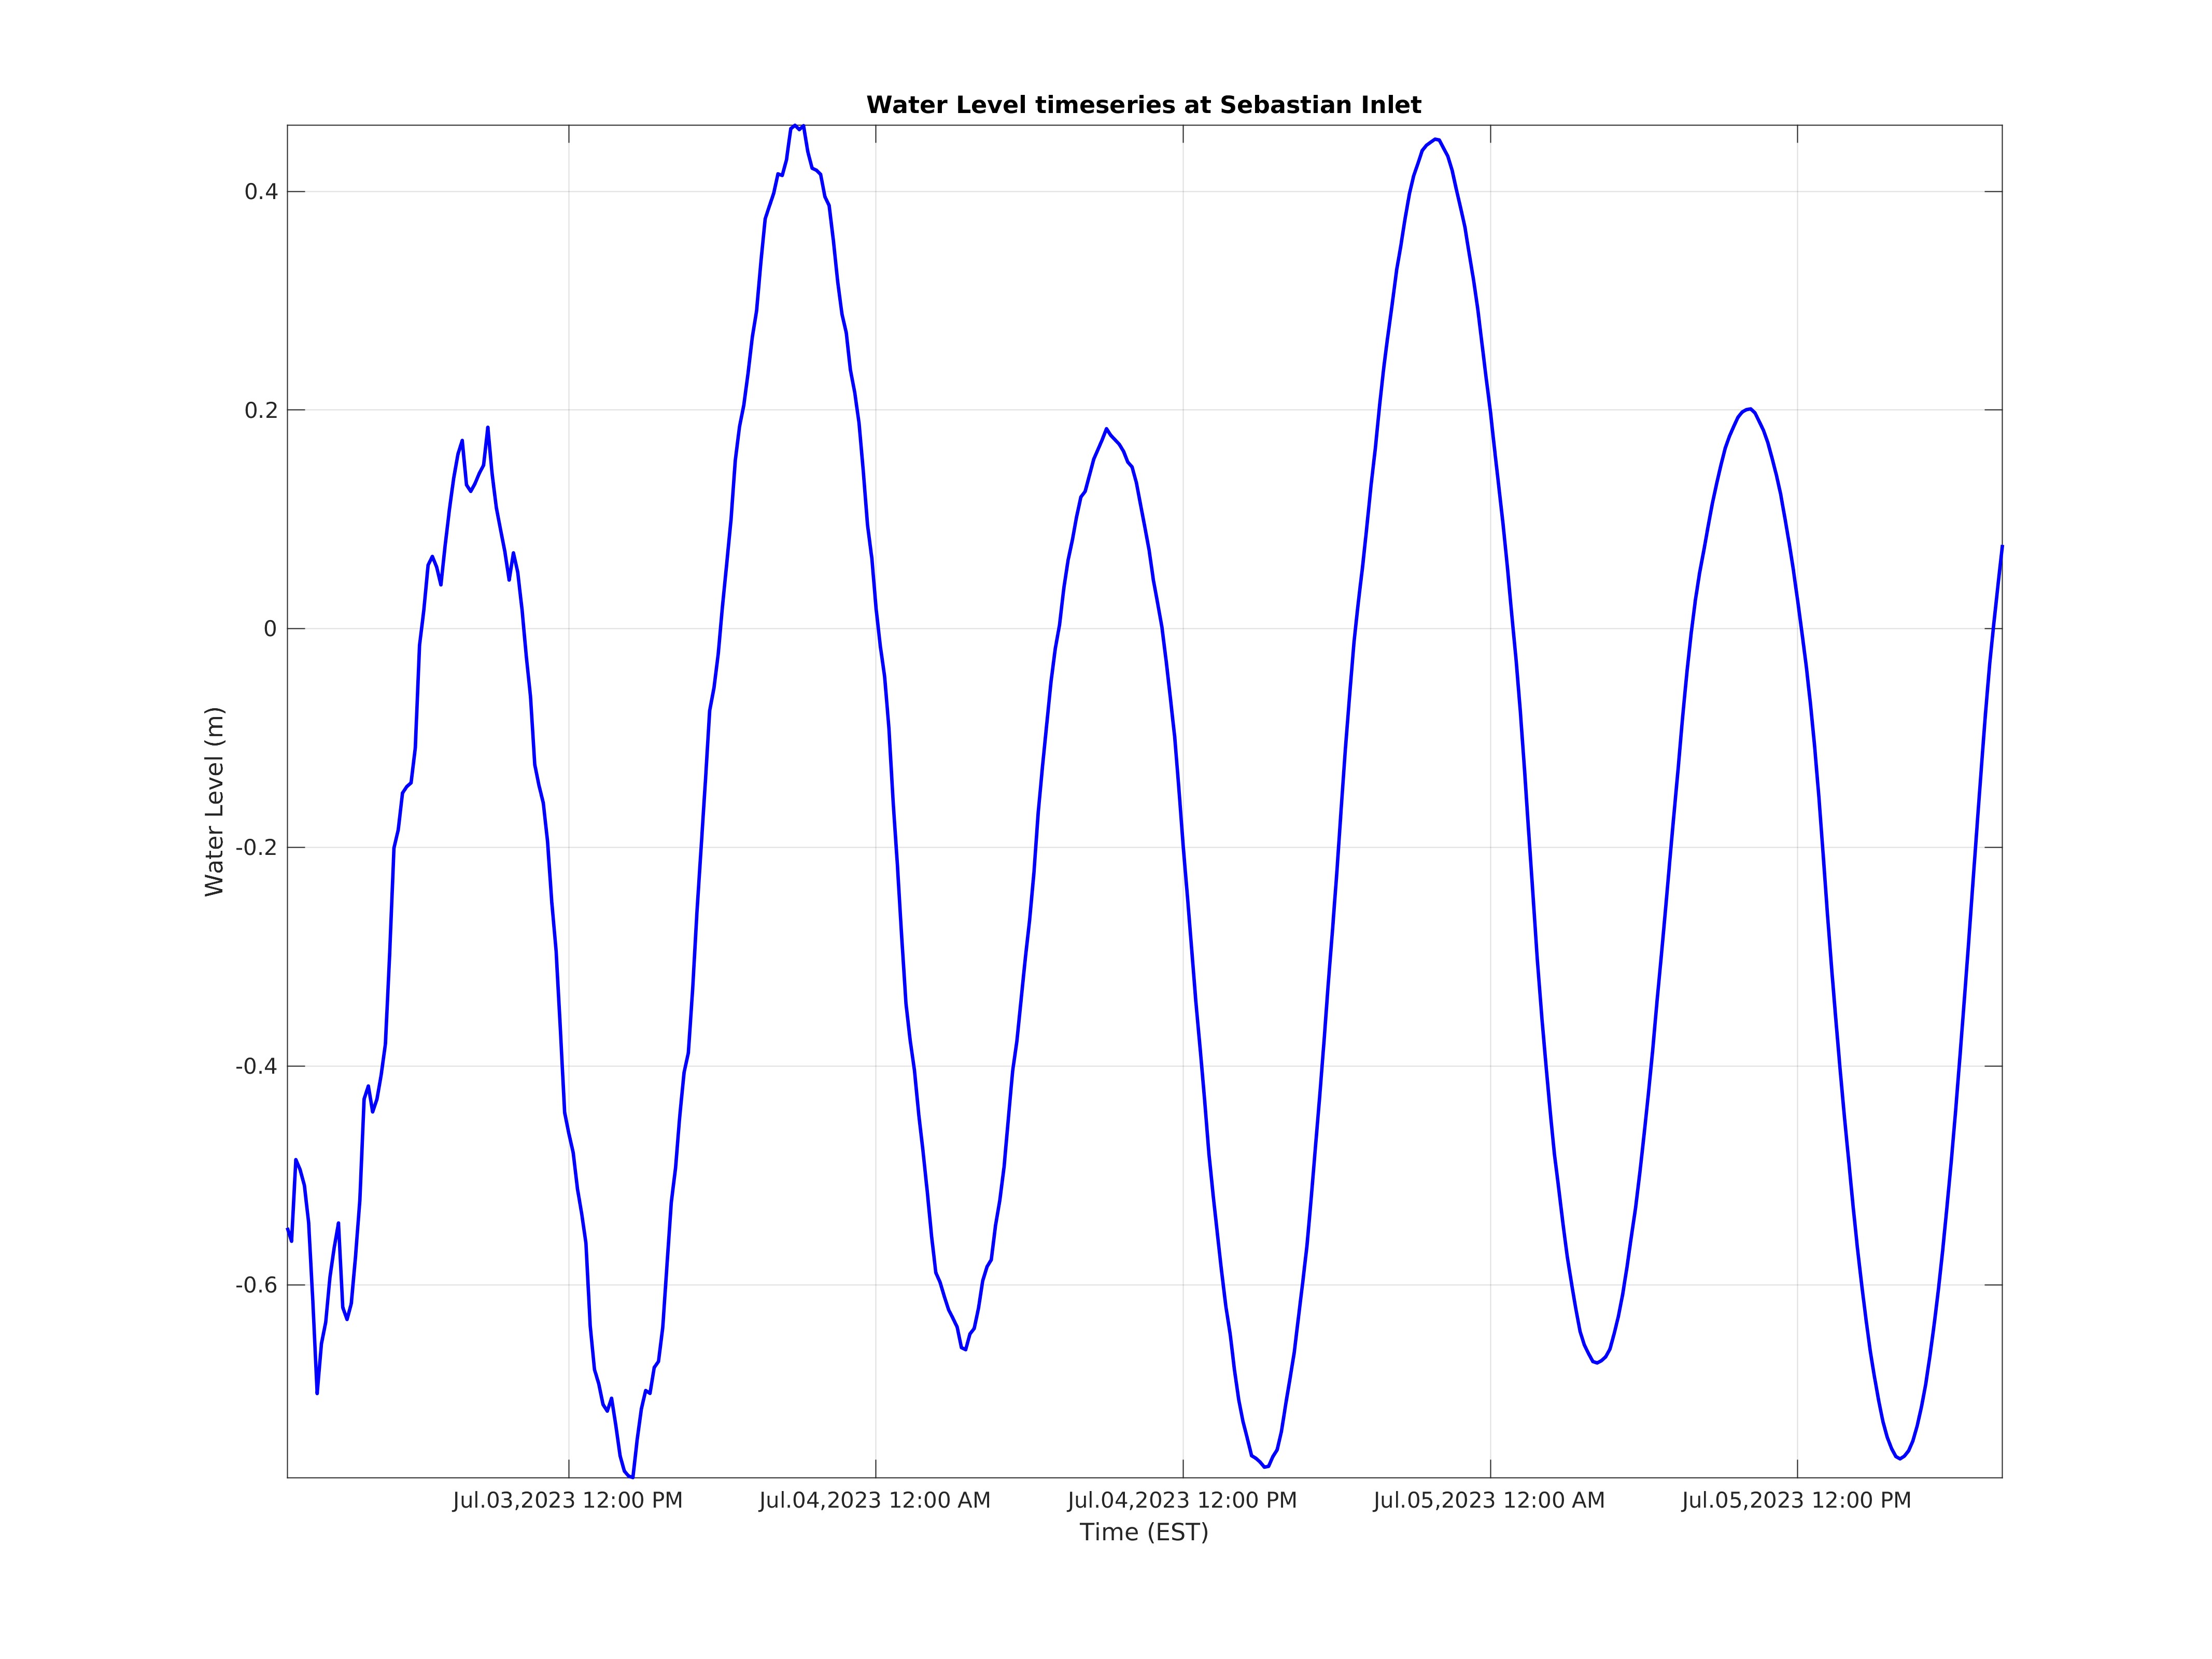 Water Level timeseries at Sebastian Inlet
0.4
0.2
0
-0.2
-0.4
-0.6
Water Level (m)
Jul.03,2023 12:00 PM
Jul.04,2023 12:00 AM
Jul.04,2023 12:00 PM
Jul.05,2023 12:00 AM
Jul.05,2023 12:00 PM
Time (EST)